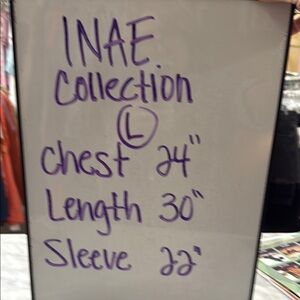 INAE.
Collection
L
Chest 24"
Length 30"
Sleeve 22"